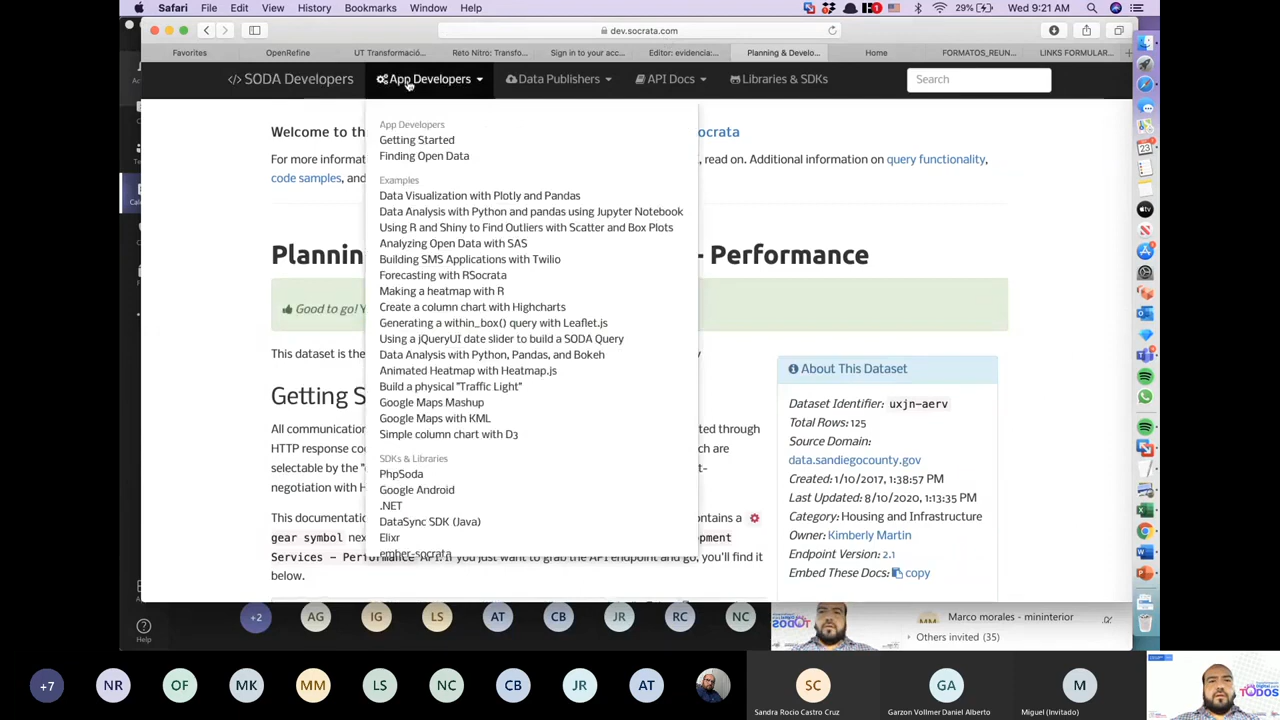 Safari File Edit View History Bookmarks Window Help
29% Wed 9:21 AM
dev.socrata.com
Favorites OpenRefine UT Transformació... Reto Nitro: Transfo... Sign in to your acc... Editor: evidencia:... Planning & Develo... Home FORMATOS_REUN... LINKS FORMULAR...
</> SODA Developers App Developers Data Publishers API Docs Libraries & SDKs Search
App Developers
Getting Started
Finding Open Data
Examples
Data Visualization with Plotly and Pandas
Data Analysis with Python and pandas using Jupyter Notebook
Using R and Shiny to Find Outliers with Scatter and Box Plots
Analyzing Open Data with SAS
Building SMS Applications with Twilio
Forecasting with RSocrata
Making a heatmap with R
Create a column chart with Highcharts
Generating a within_box() query with Leaflet.js
Using a jQueryUI date slider to build a SODA Query
Data Analysis with Python, Pandas, and Bokeh
Animated Heatmap with Heatmap.js
Build a physical "Traffic Light"
Google Maps Mashup
Google Maps with KML
Simple column chart with D3
SDKs & Libraries
PhpSoda
Google Android
.NET
DataSync SDK (Java)
Elixr
ember-socrata
Welcome to th ocrata
For more informat , read on. Additional information on query functionality,
code samples, and
Plannin - Performance
Good to go! Y
This dataset is the y
Getting S
All communication ted through
HTTP response co ch are
selectable by the " t-
negotiation with H
This documentati ontains a
gear symbol nex opment
Services - Performance API If you just want to grab the API endpoint and go, you'll find it
below.
About This Dataset
Dataset Identifier: uxjn-aerv
Total Rows: 125
Source Domain:
data.sandiegocounty.gov
Created: 1/10/2017, 1:38:57 PM
Last Updated: 8/10/2020, 1:13:35 PM
Category: Housing and Infrastructure
Owner: Kimberly Martin
Endpoint Version: 2.1
Embed These Docs: copy
Help
+2 AG IG LS AT CB JR RC NC
MM Marco morales - mininterior
Others invited (35)
+7 NR OF MK MM LS NC CB JR AT SC GA M
Sandra Rocio Castro Cruz Garzon Vollmer Daniel Alberto Miguel (Invitado)
TODOS